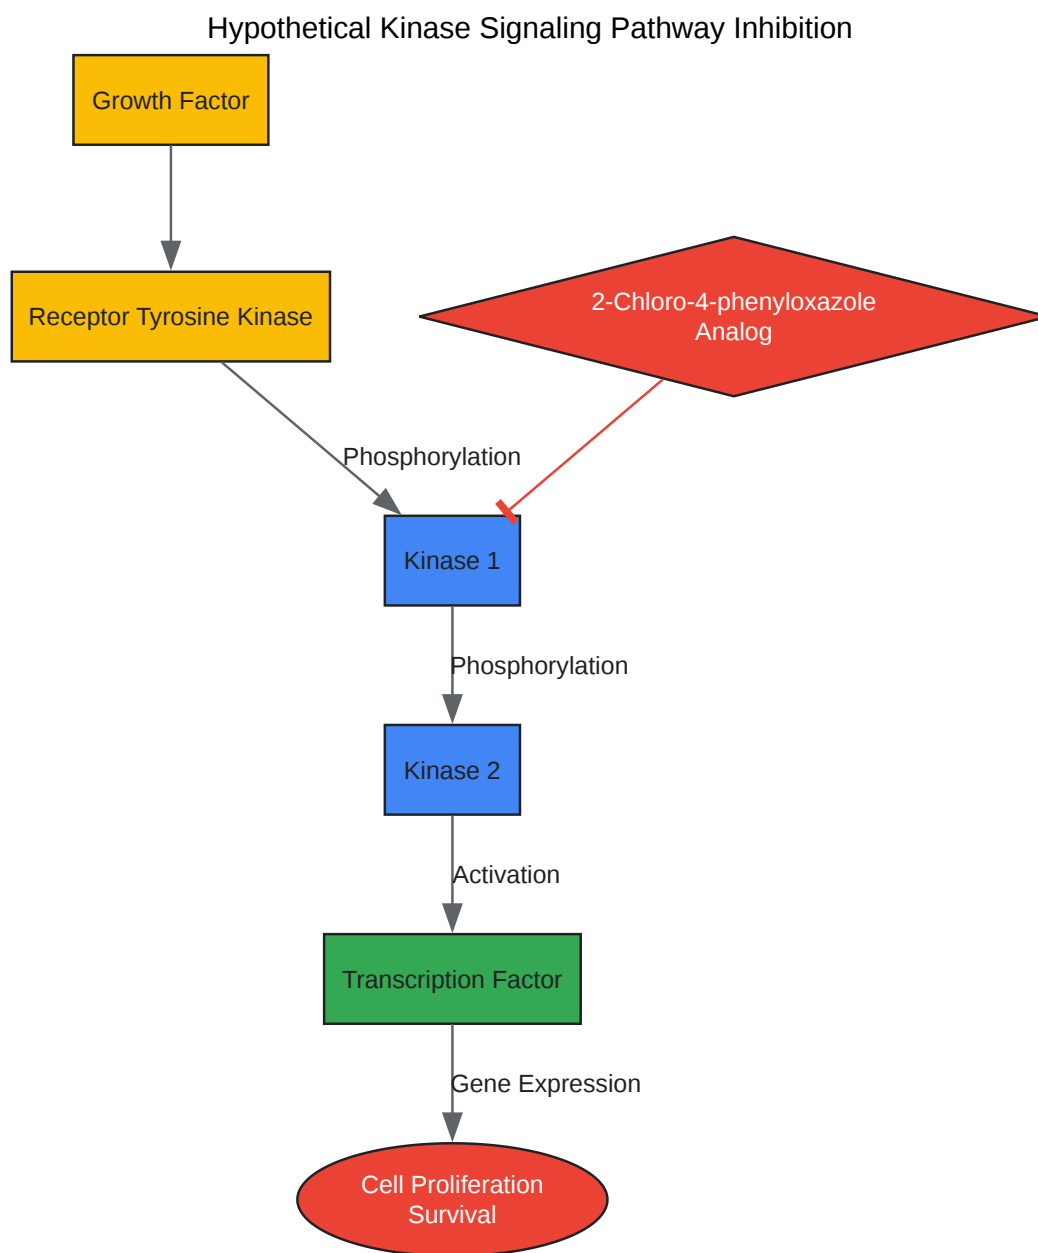 Hypothetical Kinase Signaling Pathway Inhibition
Growth Factor
Receptor Tyrosine Kinase
2-Chloro-4-phenyloxazole
Analog
Phosphorylation
Kinase 1
Phosphorylation
Kinase 2
Activation
Transcription Factor
Gene Expression
Cell Proliferation
Survival